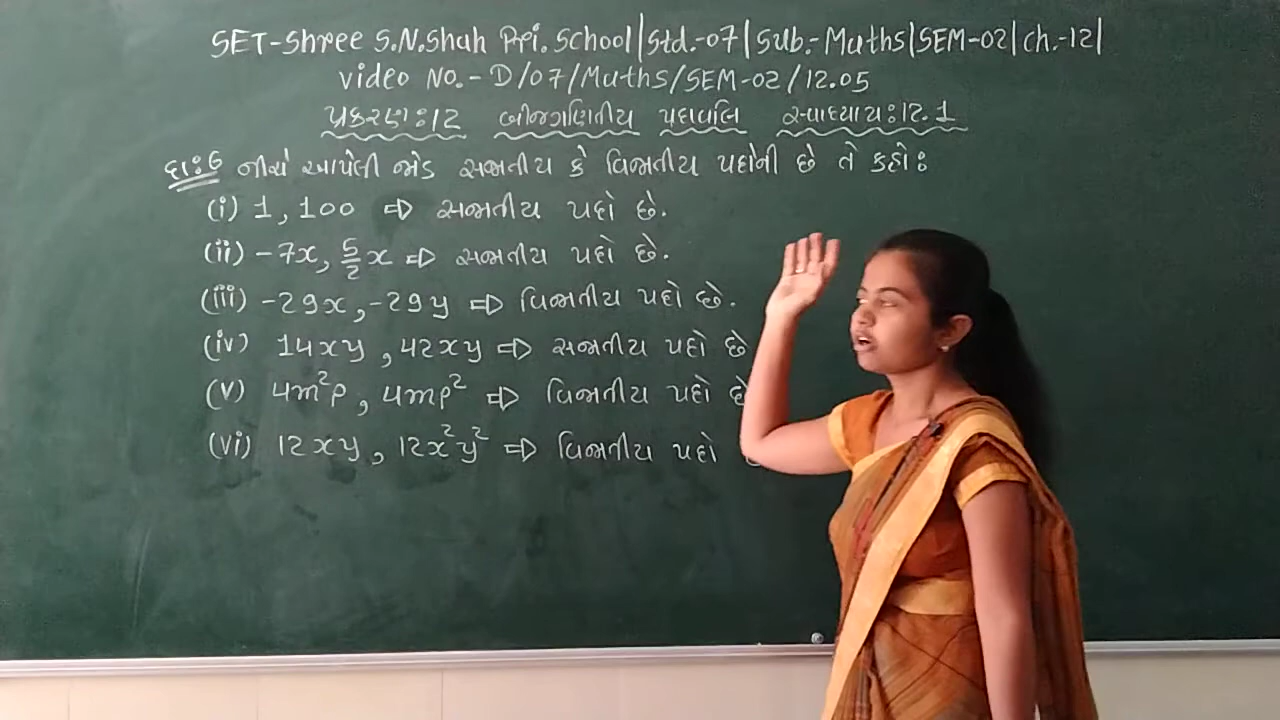 SET-Shree S.N.Shah Pri. School|Std.-07|Sub.-Maths|SEM-02|ch.-12|
video No.- D/07/Maths/SEM-02/12.05
પ્રકરણ:12 બીજગણિતીય પદાવલિ સ્વાધ્યાય:12.1
દા:6 નીચે આપેલી જોડ સજાતીય કે વિજાતીય પદોની છે તે કહો:
(i) 1, 100 ⇨ સજાતીય પદો છે.
(ii) -7x, 5/2 x ⇨ સજાતીય પદો છે.
(iii) -29x, -29y ⇨ વિજાતીય પદો છે.
(iv) 14xy, 42xy ⇨ સજાતીય પદો છે
(v) 4m²p, 4mp² ⇨ વિજાતીય પદો છે
(vi) 12xy, 12x²y² ⇨ વિજાતીય પદો